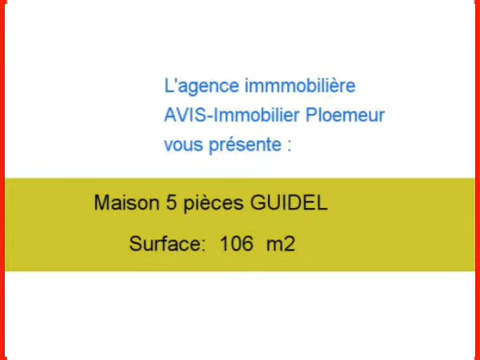 L'agence immmobilière
AVIS-Immobilier Ploemeur
vous présente :
Maison 5 pièces GUIDEL
Surface: 106 m2